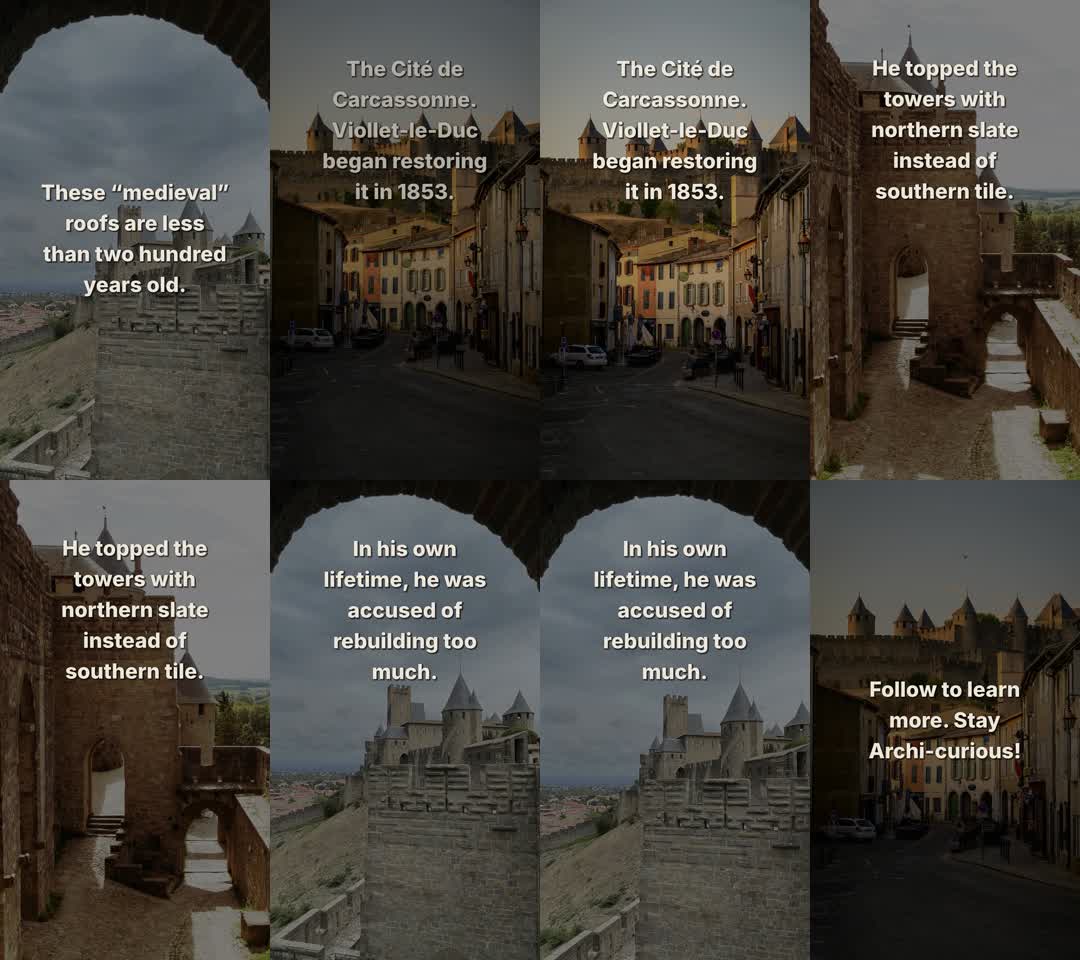 These “medieval”
roofs are less
than two hundred
years old.
The Cité de
Carcassonne.
Viollet-le-Duc
began restoring
it in 1853.
The Cité de
Carcassonne.
Viollet-le-Duc
began restoring
it in 1853.
He topped the
towers with
northern slate
instead of
southern tile.
He topped the
towers with
northern slate
instead of
southern tile.
In his own
lifetime, he was
accused of
rebuilding too
much.
In his own
lifetime, he was
accused of
rebuilding too
much.
Follow to learn
more. Stay
Archi-curious!